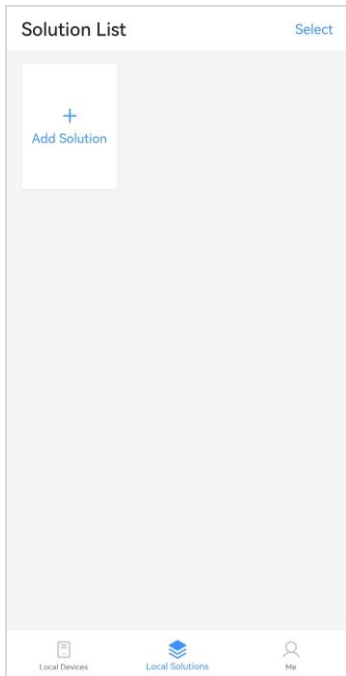 Solution List
Select
+
Add Solution
Local Devices
Local Solutions
Me